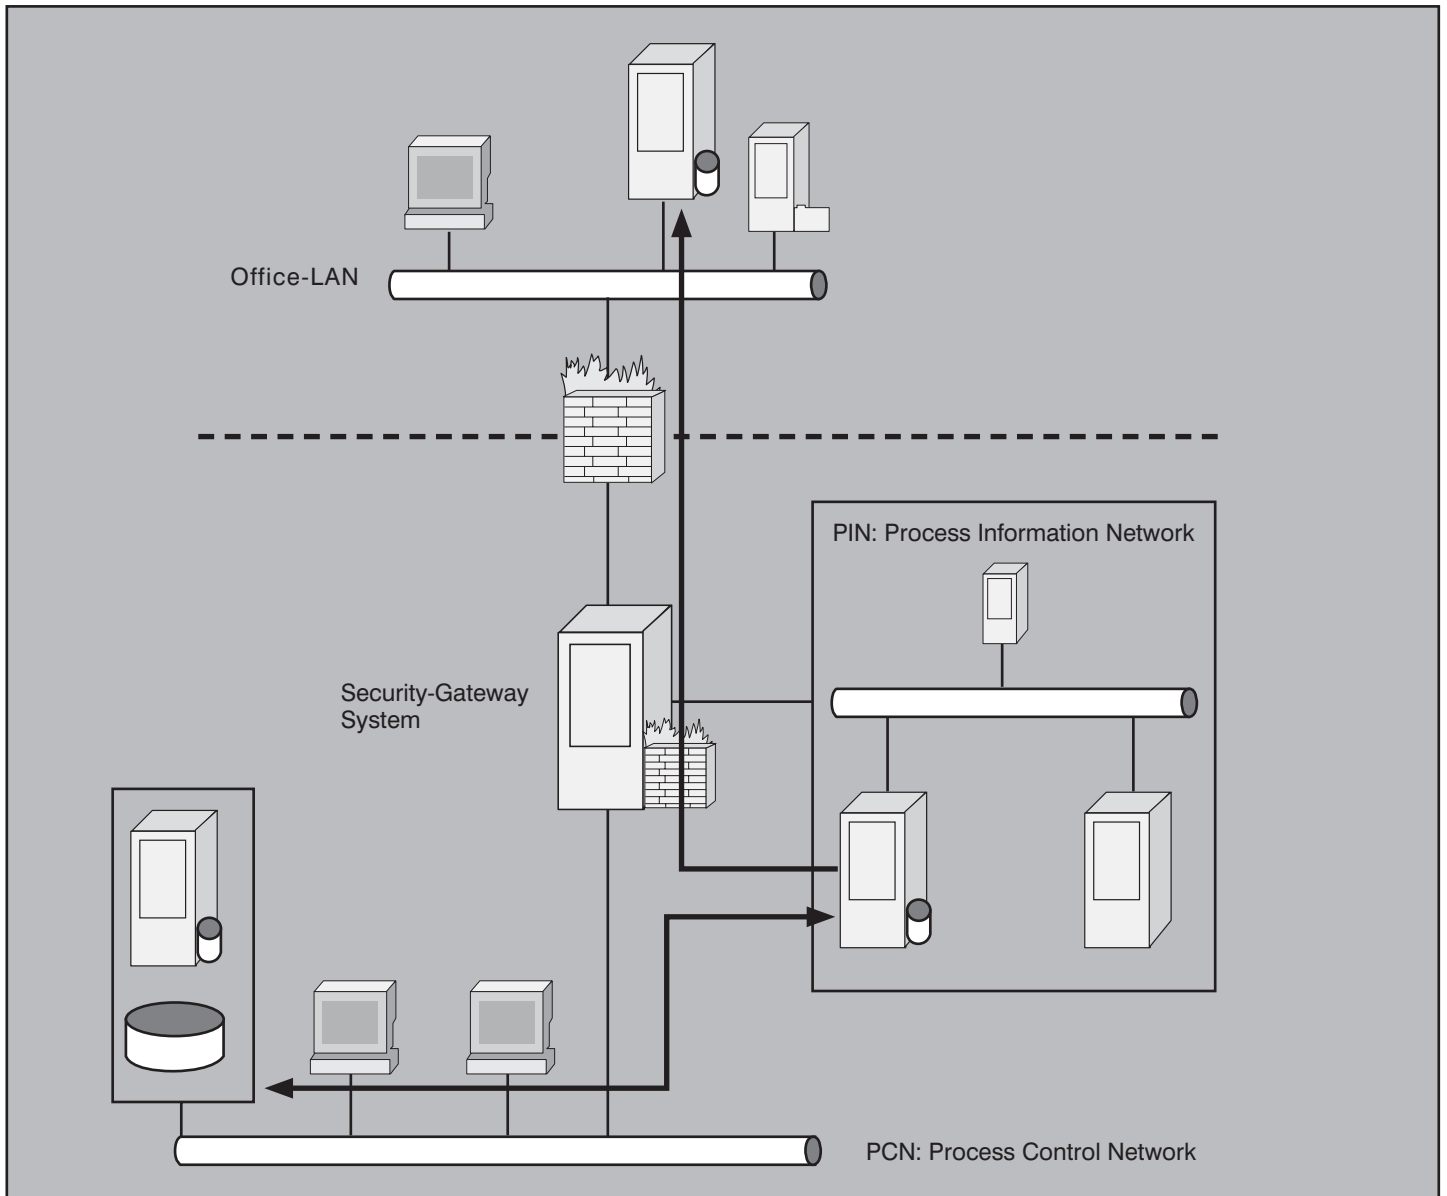 Office-LAN
PIN: Process Information Network
Security-Gateway
System
PCN: Process Control Network